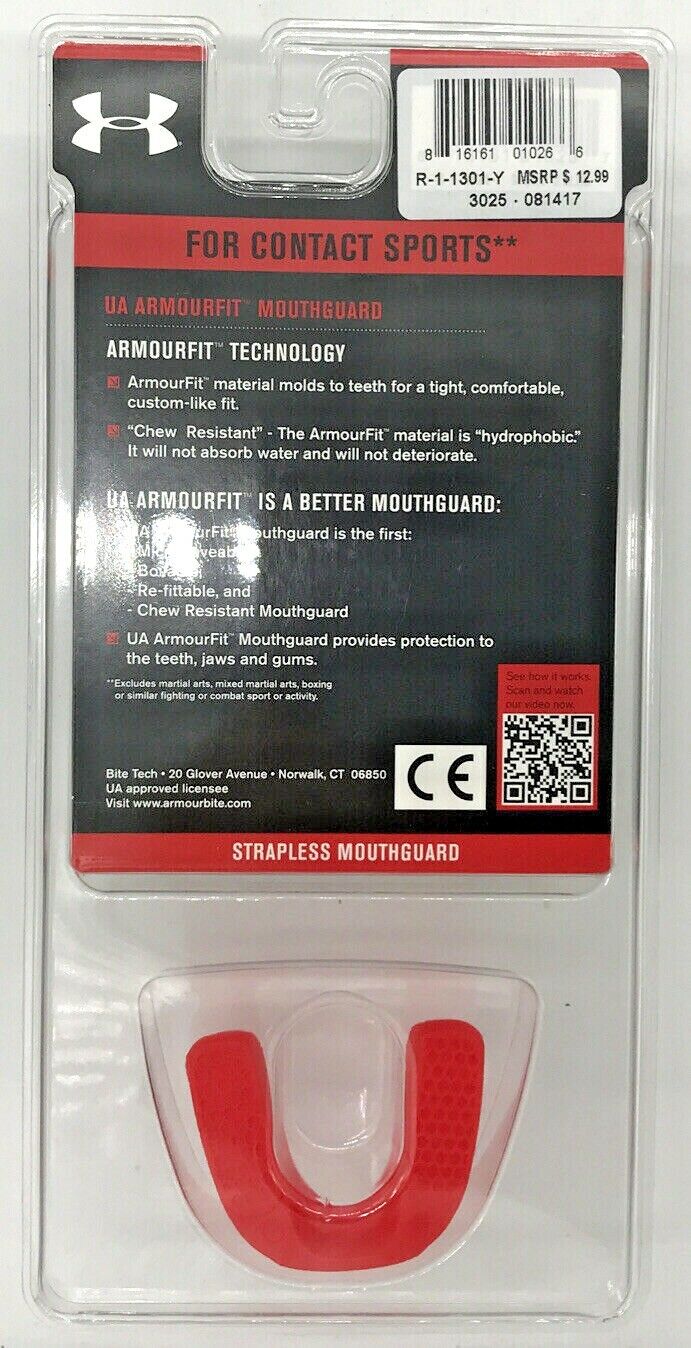 8 16161 01026 6
R-1-1301-Y MSRP $ 12.99
3025 · 081417
FOR CONTACT SPORTS**
UA ARMOURFIT™ MOUTHGUARD
ARMOURFIT™ TECHNOLOGY
ArmourFit™ material molds to teeth for a tight, comfortable,
custom-like fit.
"Chew Resistant" - The ArmourFit™ material is "hydrophobic."
It will not absorb water and will not deteriorate.
UA ARMOURFIT™ IS A BETTER MOUTHGUARD:
is the first:
- Re-fittable, and
- Chew Resistant Mouthguard
UA ArmourFit™ Mouthguard provides protection to
the teeth, jaws and gums.
**Excludes martial arts, mixed martial arts, boxing
or similar fighting or combat sport or activity.
See how it works.
Scan and watch
our video now.
Bite Tech • 20 Glover Avenue • Norwalk, CT 06850
UA approved licensee
Visit www.armourbite.com
CE
STRAPLESS MOUTHGUARD